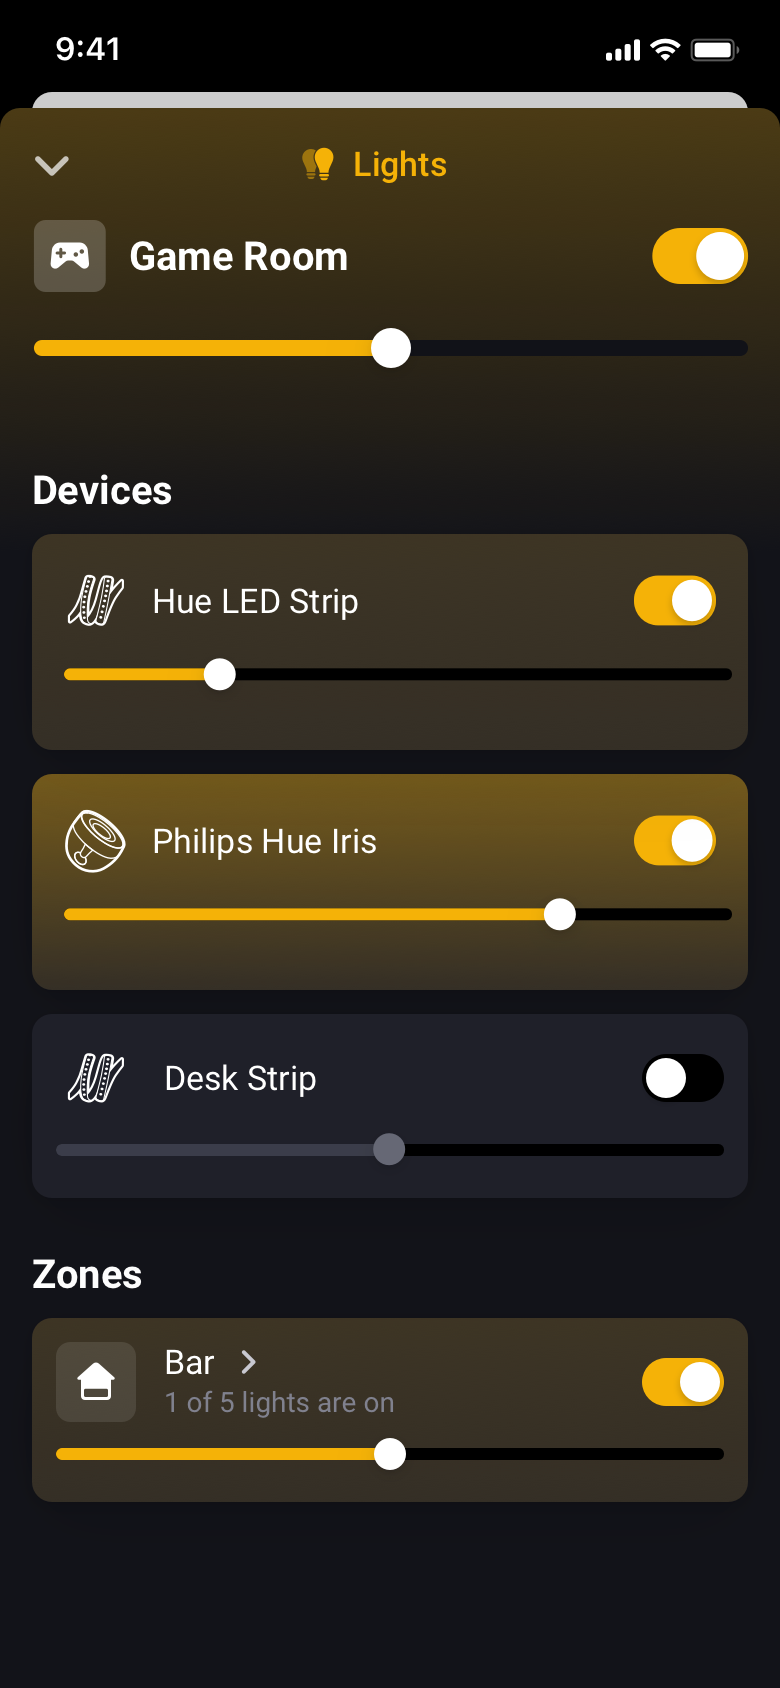 9:41
Lights
Game Room
Devices
Hue LED Strip
Philips Hue Iris
Desk Strip
Zones
Bar
1 of 5 lights are on